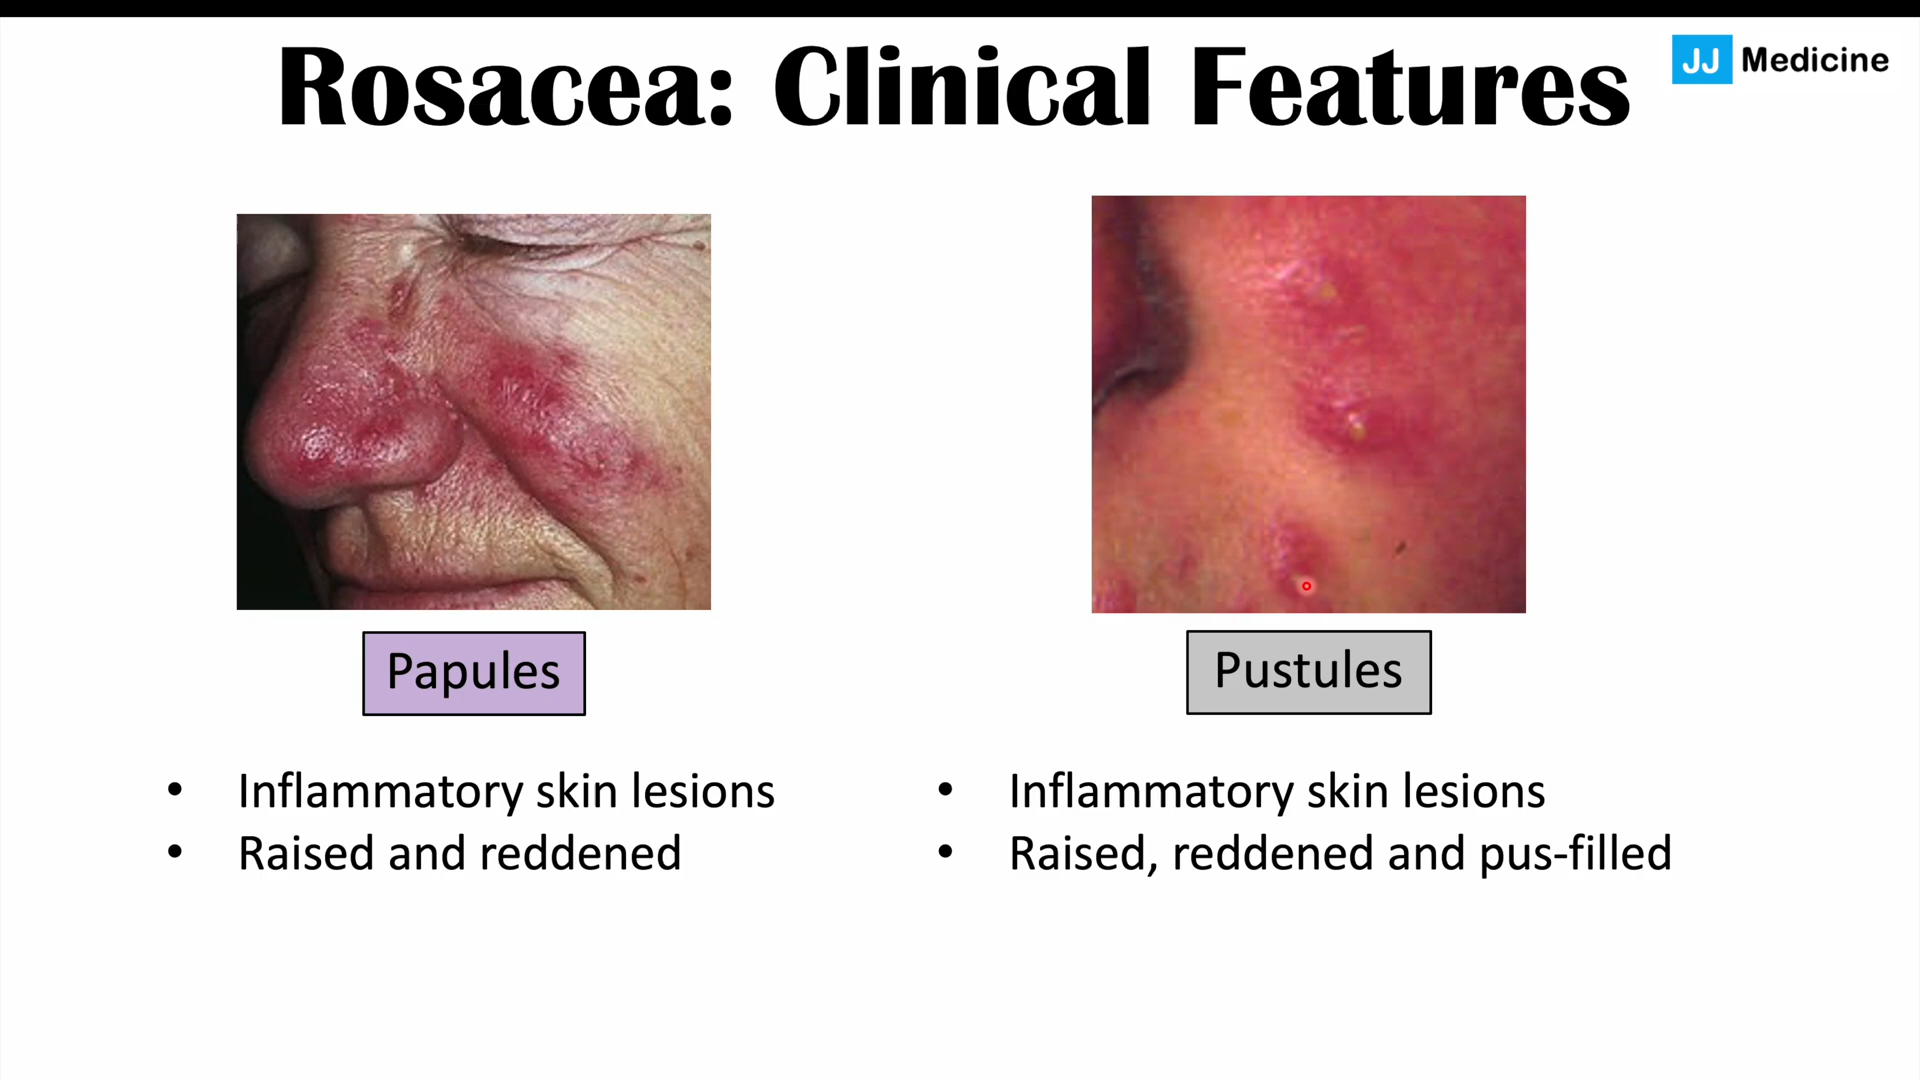 Rosacea: Clinical Features
JJ Medicine
Papules
Pustules
• Inflammatory skin lesions
• Raised and reddened
• Inflammatory skin lesions
• Raised, reddened and pus-filled